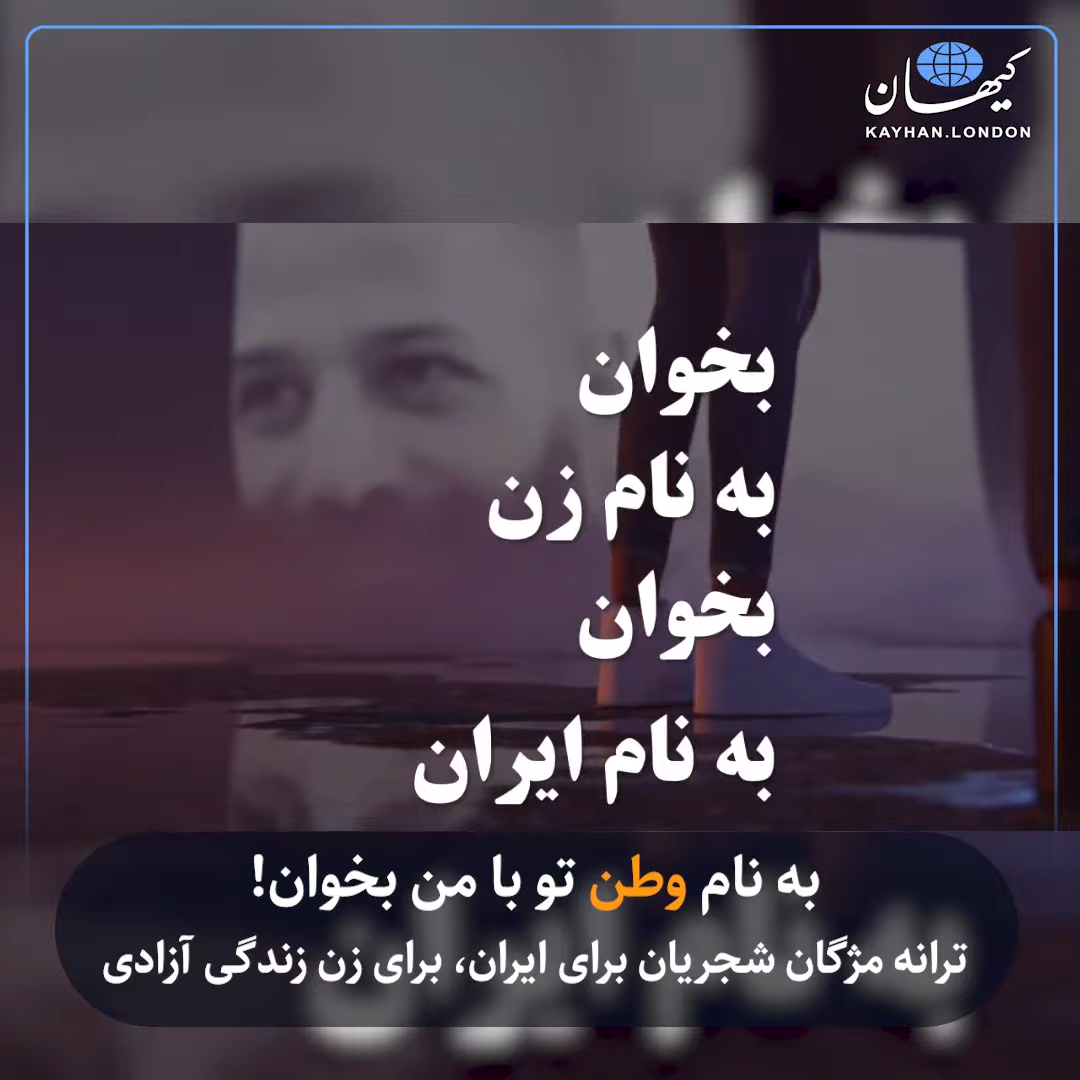 کیهان
KAYHAN.LONDON
بخوان
به نام زن
بخوان
به نام ایران
به نام وطن تو با من بخوان!
ترانه مژگان شجریان برای ایران، برای زن زندگی آزادی